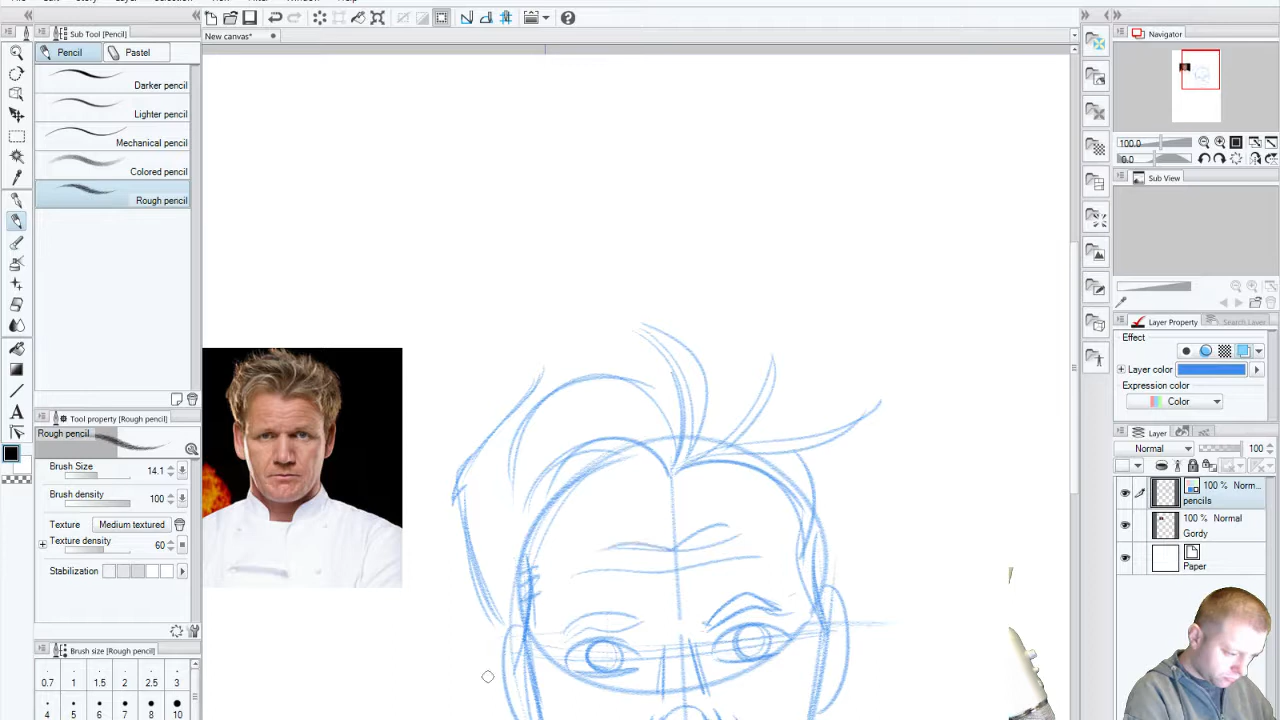 Sub Tool [Pencil]
Pencil
Pastel
Darker pencil
Lighter pencil
Mechanical pencil
Colored pencil
Rough pencil
Tool property [Rough pencil]
Rough pencil
Brush Size 14.1
Brush density 100
Texture Medium textured
Texture density 60
Stabilization
Brush size [Rough pencil]
0.7 1 1.5 2 2.5 3
4 5 6 7 8 10
New canvas*
Navigator
100.0
0.0
Sub View
Layer Property
Search Layer
Effect
Layer color
Expression color
Color
Layer
Normal 100
100 % Norm...
pencils
100 % Normal
Gordy
Paper